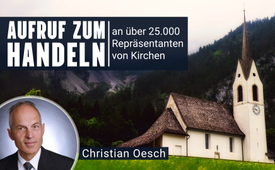 AUFRUF ZUM
HANDELN
an über 25.000
Repräsentanten
von Kirchen
Christian Oesch